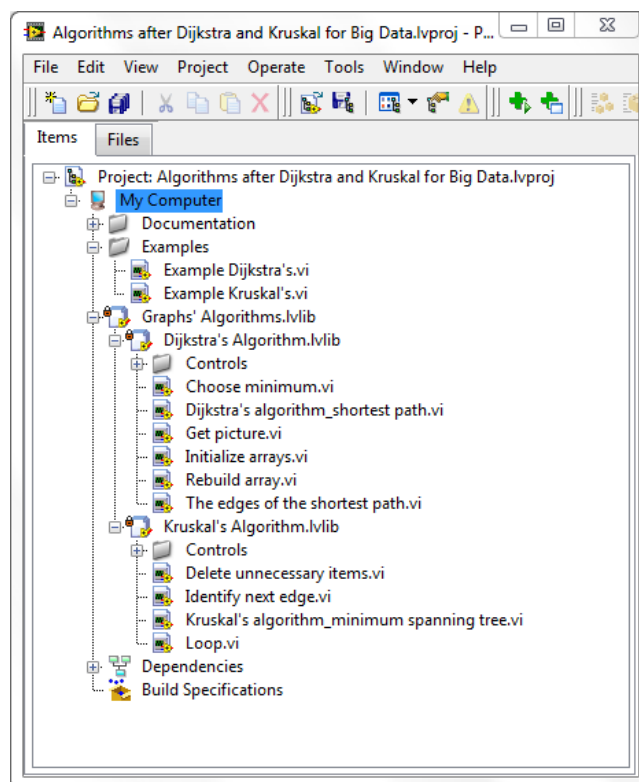 Algorithms after Dijkstra and Kruskal for Big Data.lvproj - P...
File Edit View Project Operate Tools Window Help
Items Files
Project: Algorithms after Dijkstra and Kruskal for Big Data.lvproj
My Computer
Documentation
Examples
Example Dijkstra's.vi
Example Kruskal's.vi
Graphs' Algorithms.lvlib
Dijkstra's Algorithm.lvlib
Controls
Choose minimum.vi
Dijkstra's algorithm_shortest path.vi
Get picture.vi
Initialize arrays.vi
Rebuild array.vi
The edges of the shortest path.vi
Kruskal's Algorithm.lvlib
Controls
Delete unnecessary items.vi
Identify next edge.vi
Kruskal's algorithm_minimum spanning tree.vi
Loop.vi
Dependencies
Build Specifications